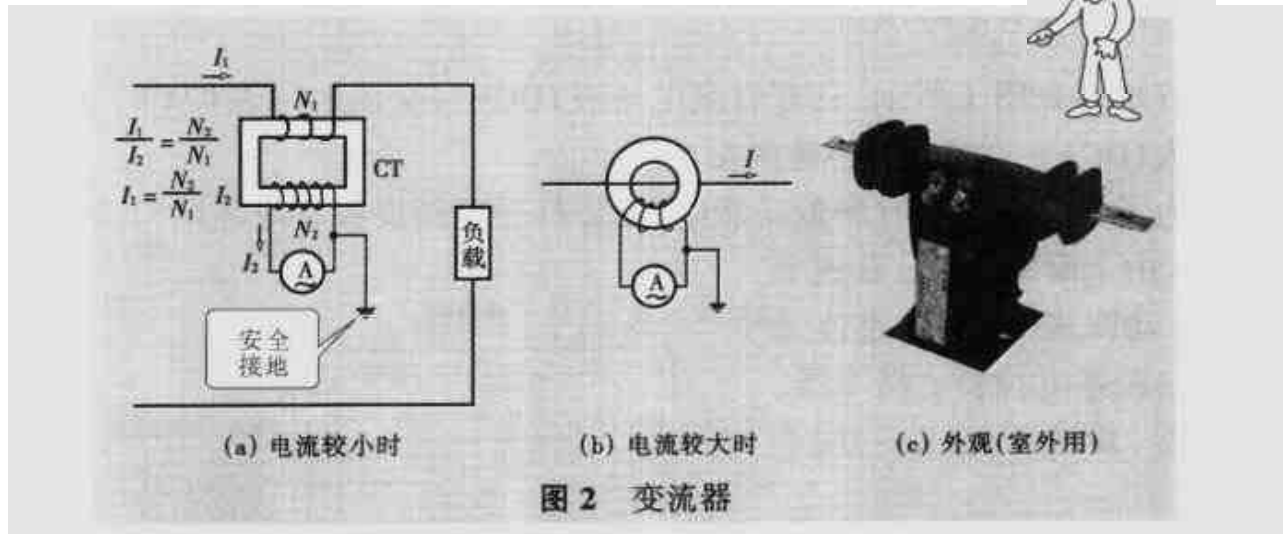 I₁
N₁
I₁/I₂ = N₂/N₁
CT
I₁ = N₂/N₁ I₂
N₂
I₂
A
负载
安全
接地
(a) 电流较小时
I
A
(b) 电流较大时
(c) 外观(室外用)
图 2 变流器